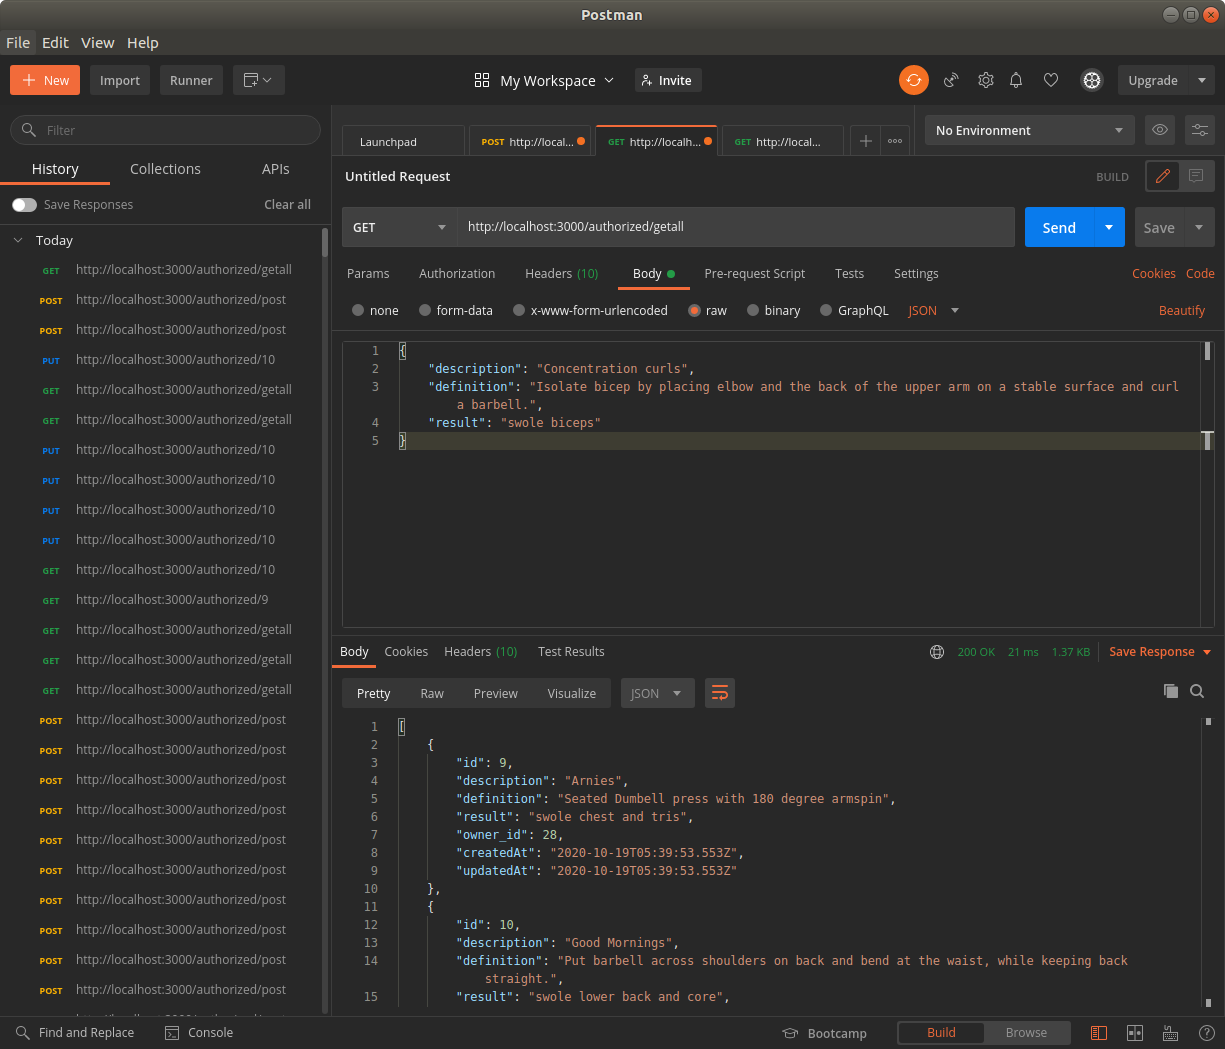 Postman
File Edit View Help
New Import Runner My Workspace Invite Upgrade
Filter
History Collections APIs
Save Responses Clear all
Today
GET http://localhost:3000/authorized/getall
POST http://localhost:3000/authorized/post
POST http://localhost:3000/authorized/post
PUT http://localhost:3000/authorized/10
GET http://localhost:3000/authorized/getall
GET http://localhost:3000/authorized/getall
PUT http://localhost:3000/authorized/10
PUT http://localhost:3000/authorized/10
PUT http://localhost:3000/authorized/10
PUT http://localhost:3000/authorized/10
GET http://localhost:3000/authorized/10
GET http://localhost:3000/authorized/9
GET http://localhost:3000/authorized/getall
GET http://localhost:3000/authorized/getall
GET http://localhost:3000/authorized/getall
POST http://localhost:3000/authorized/post
POST http://localhost:3000/authorized/post
POST http://localhost:3000/authorized/post
POST http://localhost:3000/authorized/post
POST http://localhost:3000/authorized/post
POST http://localhost:3000/authorized/post
POST http://localhost:3000/authorized/post
POST http://localhost:3000/authorized/post
POST http://localhost:3000/authorized/post
POST http://localhost:3000/authorized/post
Launchpad POST http://local... GET http://localh... GET http://local... No Environment
Untitled Request BUILD
GET http://localhost:3000/authorized/getall Send Save
Params Authorization Headers (10) Body Pre-request Script Tests Settings Cookies Code
none form-data x-www-form-urlencoded raw binary GraphQL JSON Beautify
1 {
2 "description": "Concentration curls",
3 "definition": "Isolate bicep by placing elbow and the back of the upper arm on a stable surface and curl
a barbell.",
4 "result": "swole biceps"
5 }
Body Cookies Headers (10) Test Results 200 OK 21 ms 1.37 KB Save Response
Pretty Raw Preview Visualize JSON
1 [
2 {
3 "id": 9,
4 "description": "Arnies",
5 "definition": "Seated Dumbell press with 180 degree armspin",
6 "result": "swole chest and tris",
7 "owner_id": 28,
8 "createdAt": "2020-10-19T05:39:53.553Z",
9 "updatedAt": "2020-10-19T05:39:53.553Z"
10 },
11 {
12 "id": 10,
13 "description": "Good Mornings",
14 "definition": "Put barbell across shoulders on back and bend at the waist, while keeping back
straight.",
15 "result": "swole lower back and core",
Find and Replace Console Bootcamp Build Browse